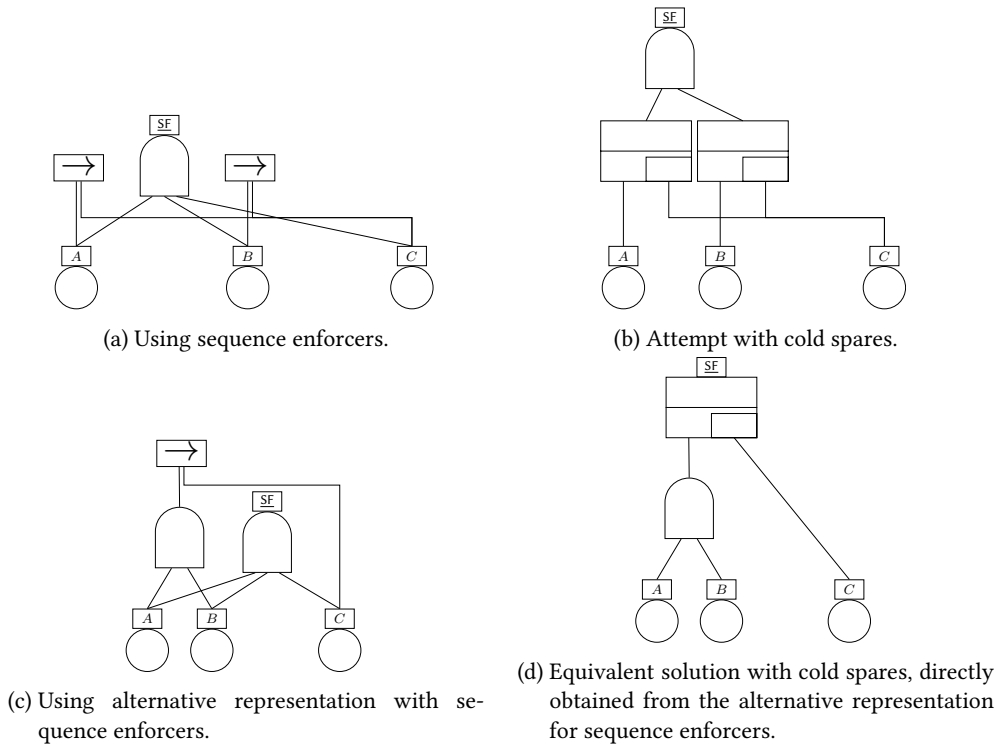 SF
A
B
C
(a) Using sequence enforcers.
SF
A
B
C
(b) Attempt with cold spares.
SF
A
B
C
(c) Using alternative representation with se-
quence enforcers.
SF
A
B
C
(d) Equivalent solution with cold spares, directly
obtained from the alternative representation
for sequence enforcers.